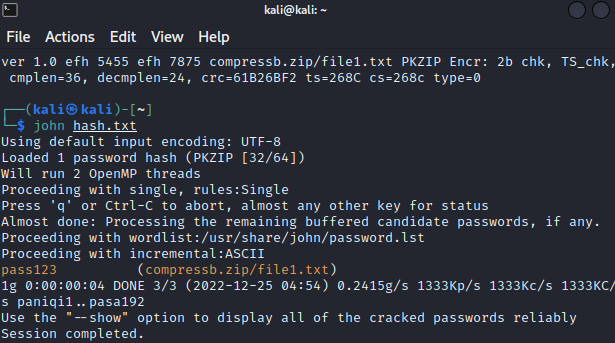 kali@kali: ~
File Actions Edit View Help
ver 1.0 efh 5455 efh 7875 compressb.zip/file1.txt PKZIP Encr: 2b chk, TS_chk,
cmplen=36, decmplen=24, crc=61B26BF2 ts=268C cs=268c type=0
┌──(kali㉿kali)-[~]
└─$ john hash.txt
Using default input encoding: UTF-8
Loaded 1 password hash (PKZIP [32/64])
Will run 2 OpenMP threads
Proceeding with single, rules:Single
Press 'q' or Ctrl-C to abort, almost any other key for status
Almost done: Processing the remaining buffered candidate passwords, if any.
Proceeding with wordlist:/usr/share/john/password.lst
Proceeding with incremental:ASCII
pass123 (compressb.zip/file1.txt)
1g 0:00:00:04 DONE 3/3 (2022-12-25 04:54) 0.2415g/s 1333Kp/s 1333Kc/s 1333KC/
s paniqi1..pasa192
Use the "--show" option to display all of the cracked passwords reliably
Session completed.